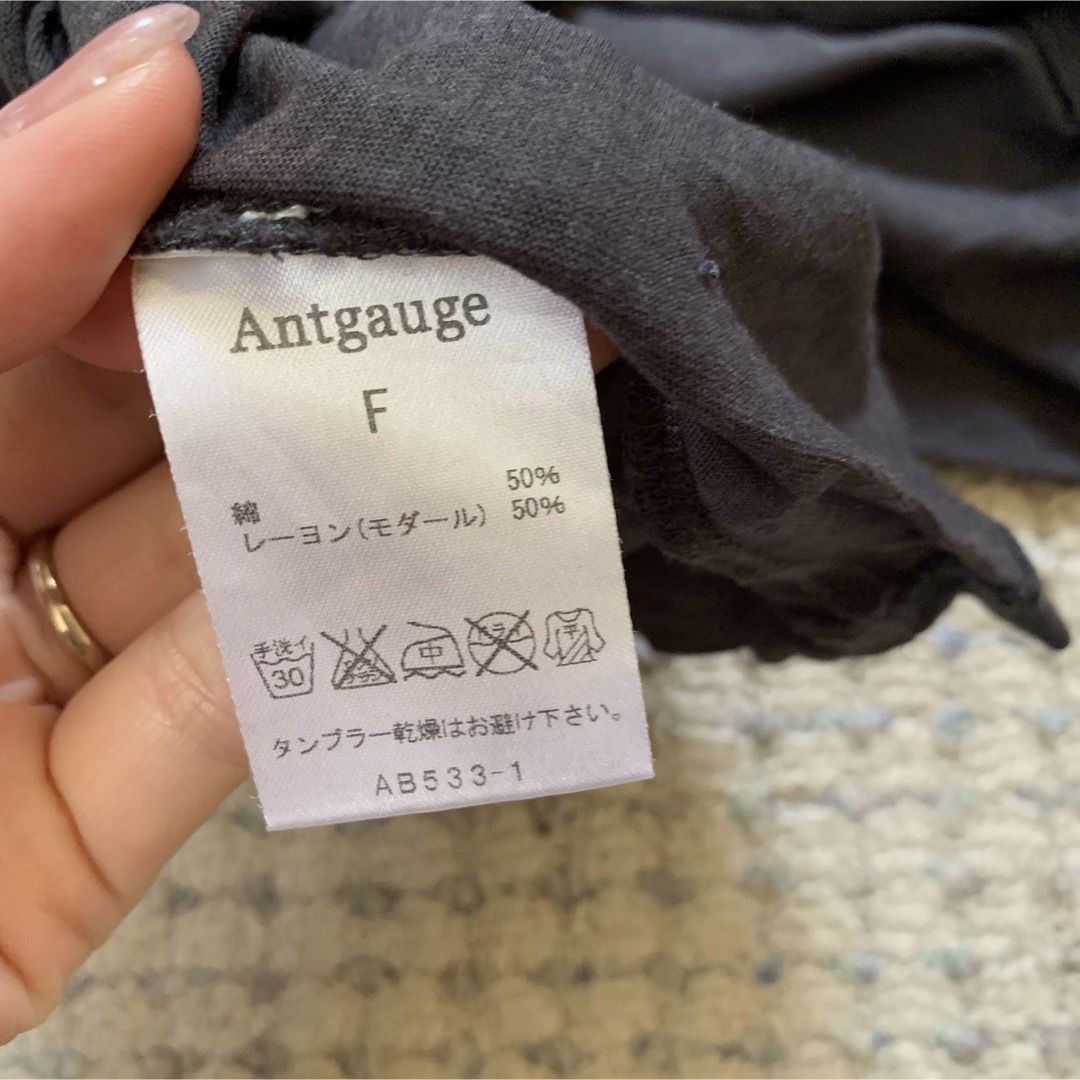 Antgauge
F
綿 50%
レーヨン(モダール) 50%
手洗イ
30
中
タンブラー乾燥はお避け下さい。
AB533-1